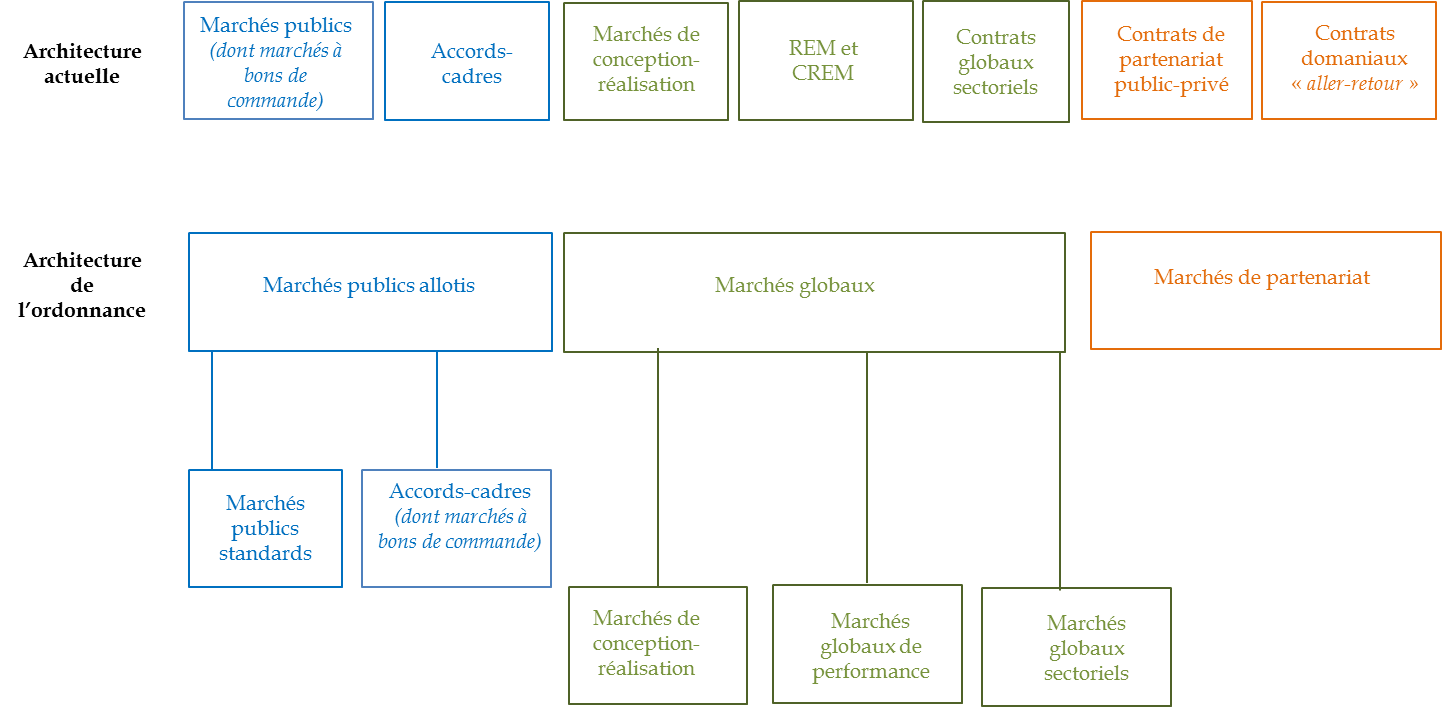 Architecture
actuelle
Marchés publics
(dont marchés à
bons de
commande)
Accords-
cadres
Marchés de
conception-
réalisation
REM et
CREM
Contrats
globaux
sectoriels
Contrats de
partenariat
public-privé
Contrats
domaniaux
« aller-retour »
Architecture
de
l’ordonnance
Marchés publics allotis
Marchés globaux
Marchés de partenariat
Marchés
publics
standards
Accords-cadres
(dont marchés à
bons de commande)
Marchés de
conception-
réalisation
Marchés
globaux de
performance
Marchés
globaux
sectoriels